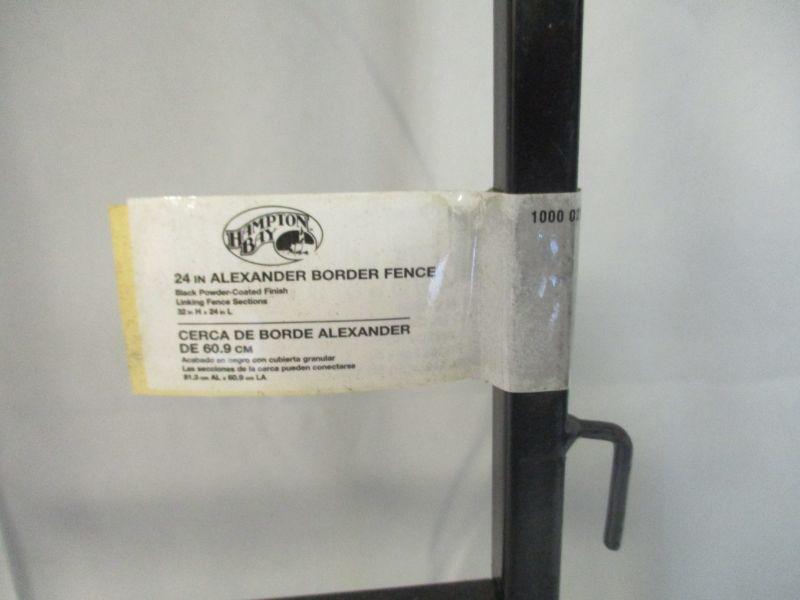 HAMPTON
BAY
24 IN ALEXANDER BORDER FENCE
Black Powder-Coated Finish
Linking Fence Sections
32 in H x 24 in L
CERCA DE BORDE ALEXANDER
DE 60.9 CM
Acabado en negro con cubierta granular
Las secciones de la cerca pueden conectarse
81.3 cm AL x 60.9 cm LA
1000 0